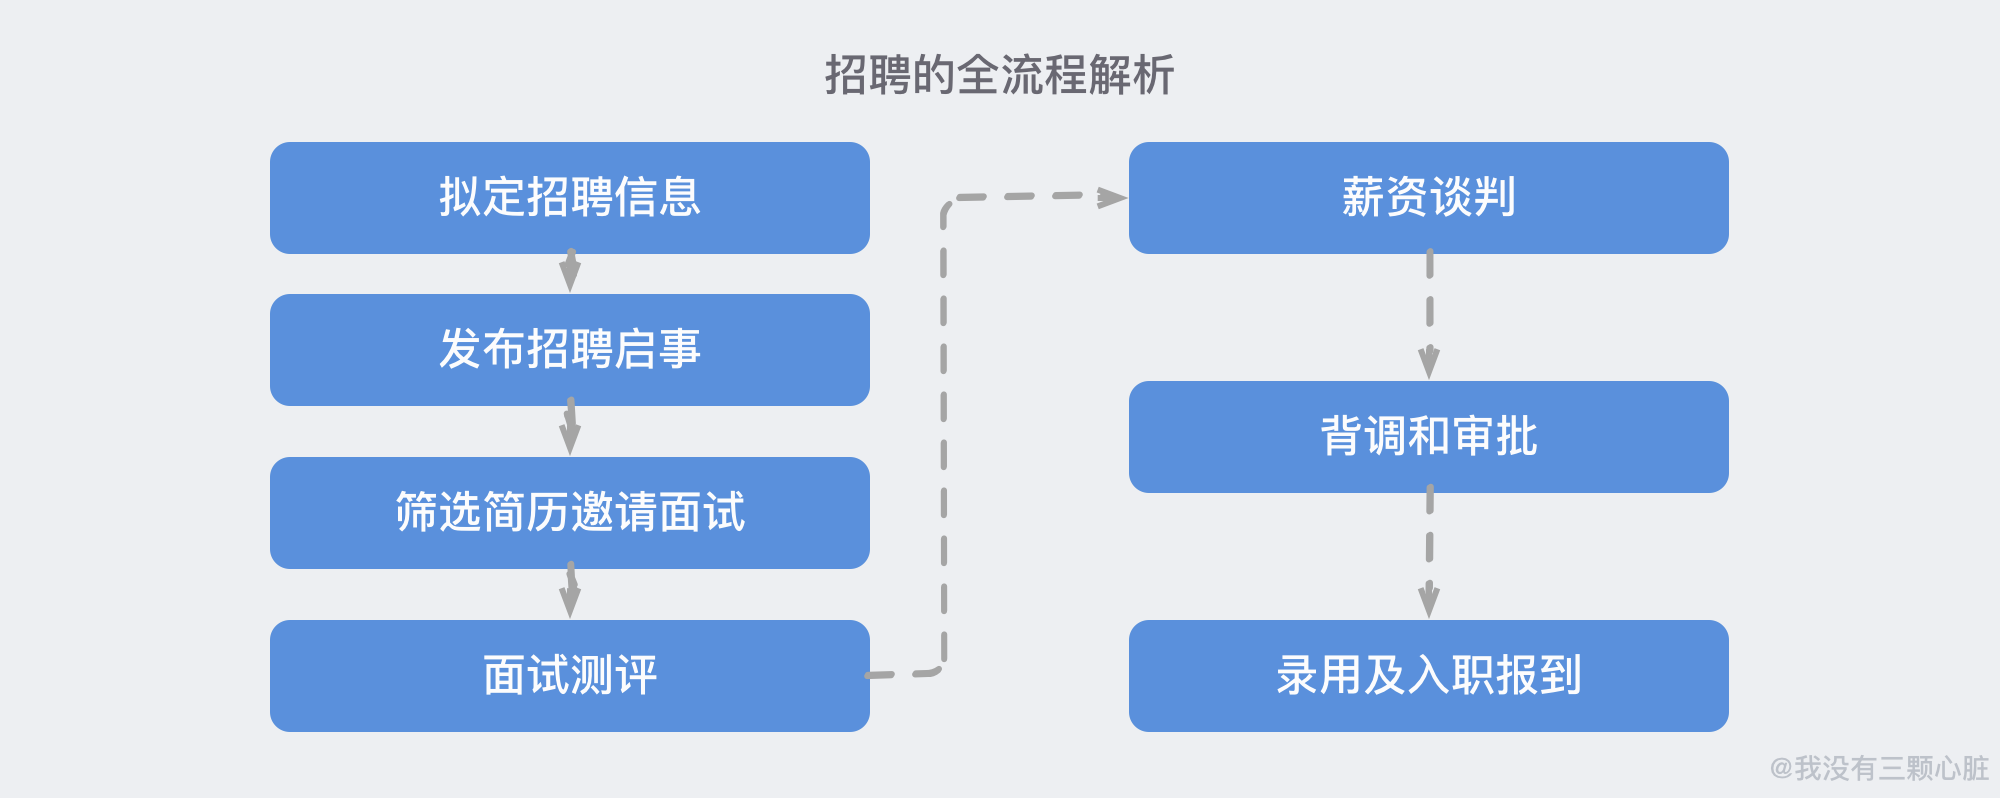 招聘的全流程解析
拟定招聘信息
发布招聘启事
筛选简历邀请面试
面试测评
薪资谈判
背调和审批
录用及入职报到
@我没有三颗心脏